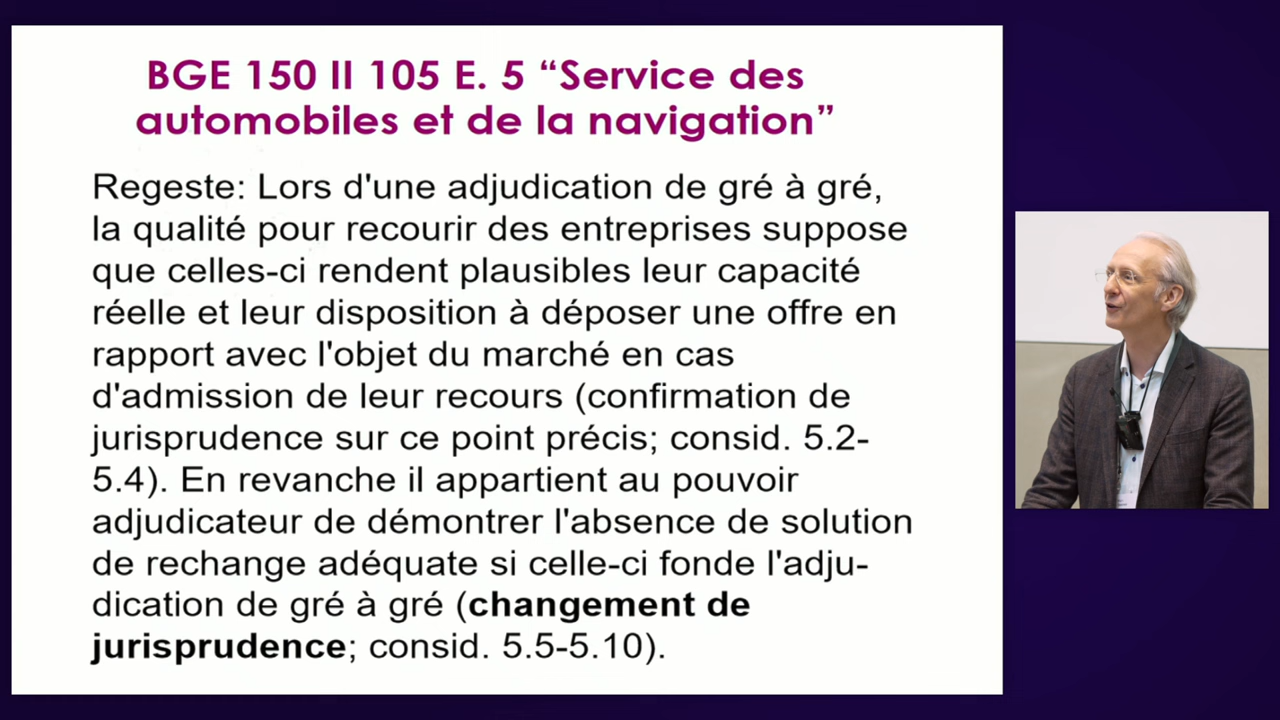 BGE 150 II 105 E. 5 “Service des
automobiles et de la navigation”
Regeste: Lors d'une adjudication de gré à gré,
la qualité pour recourir des entreprises suppose
que celles-ci rendent plausibles leur capacité
réelle et leur disposition à déposer une offre en
rapport avec l'objet du marché en cas
d'admission de leur recours (confirmation de
jurisprudence sur ce point précis; consid. 5.2-
5.4). En revanche il appartient au pouvoir
adjudicateur de démontrer l'absence de solution
de rechange adéquate si celle-ci fonde l'adju-
dication de gré à gré (changement de
jurisprudence; consid. 5.5-5.10).